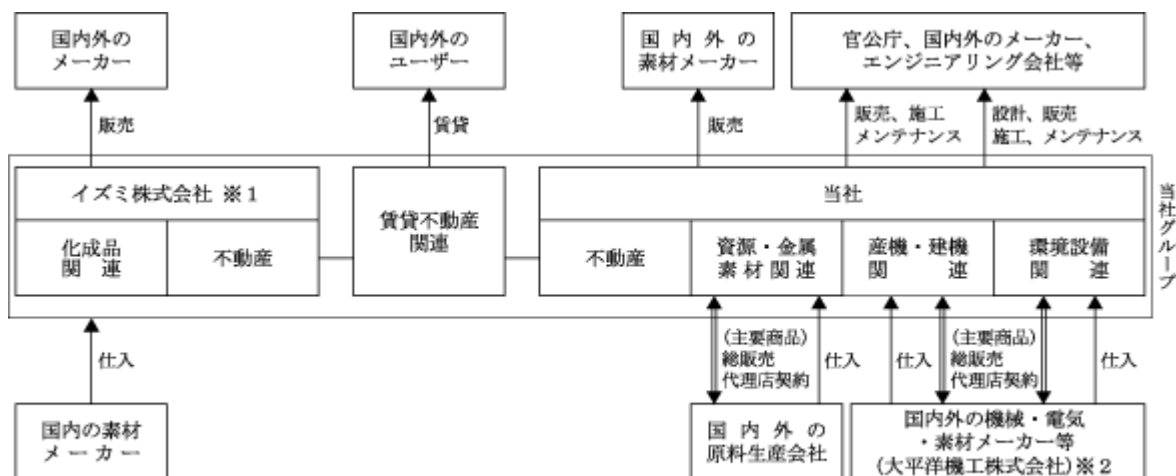 国内外の
メーカー
国内外の
ユーザー
国内外の
素材メーカー
官公庁、国内外のメーカー、
エンジニアリング会社等
販売
賃貸
販売
販売、施工
メンテナンス
設計、販売
施工、メンテナンス
イズミ株式会社 ※1
化成品
関連
不動産
賃貸不動産
関連
当社
不動産
資源・金属
素材関連
産機・建機
関連
環境設備
関連
当社グループ
仕入
(主要商品)
総販売
代理店契約
仕入
仕入
(主要商品)
総販売
代理店契約
仕入
国内の素材
メーカー
国内外の
原料生産会社
国内外の機械・電気
・素材メーカー等
(大平洋機工株式会社)※2